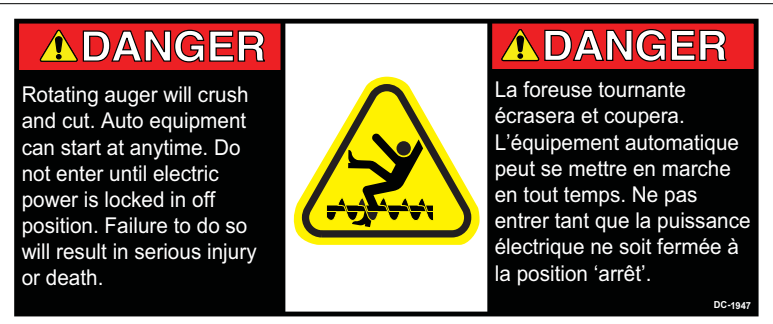 DANGER
Rotating auger will crush
and cut. Auto equipment
can start at anytime. Do
not enter until electric
power is locked in off
position. Failure to do so
will result in serious injury
or death.
DANGER
La foreuse tournante
écrasera et coupera.
L'équipement automatique
peut se mettre en marche
en tout temps. Ne pas
entrer tant que la puissance
électrique ne soit fermée à
la position ‘arrêt’.
DC-1947